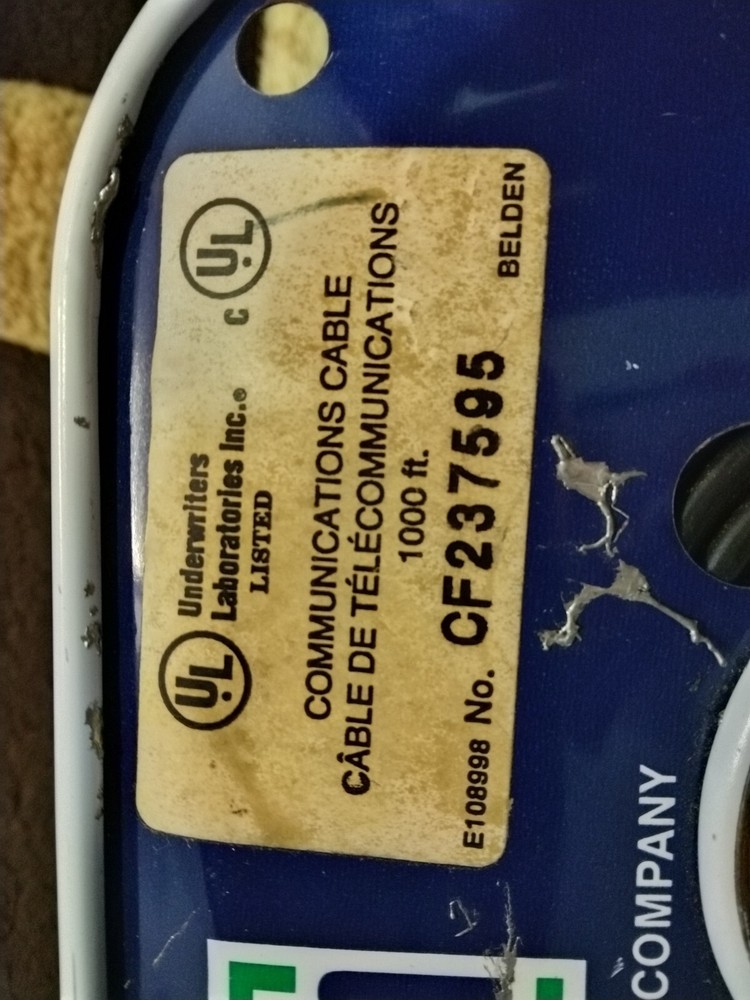 UL
Underwriters
Laboratories Inc.®
LISTED
C UL
COMMUNICATIONS CABLE
CÂBLE DE TÉLÉCOMMUNICATIONS
1000 ft.
E108998 No. CF237595 BELDEN
COMPANY